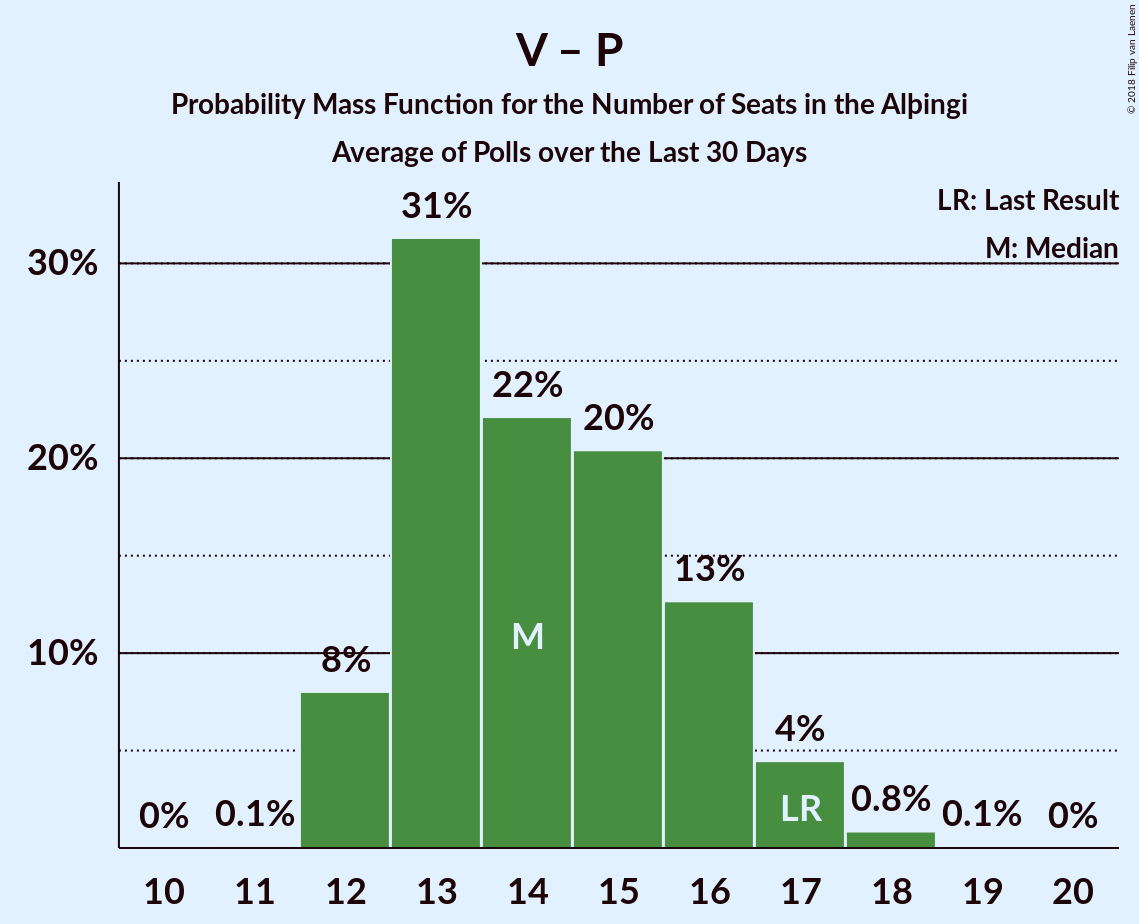 V – P
Probability Mass Function for the Number of Seats in the Alþingi
Average of Polls over the Last 30 Days
© 2018 Filip van Laenen
LR: Last Result
M: Median
30%
20%
10%
0%
0.1%
8%
31%
22%
20%
13%
4%
0.8%
0.1%
0%
M
LR
10 11 12 13 14 15 16 17 18 19 20